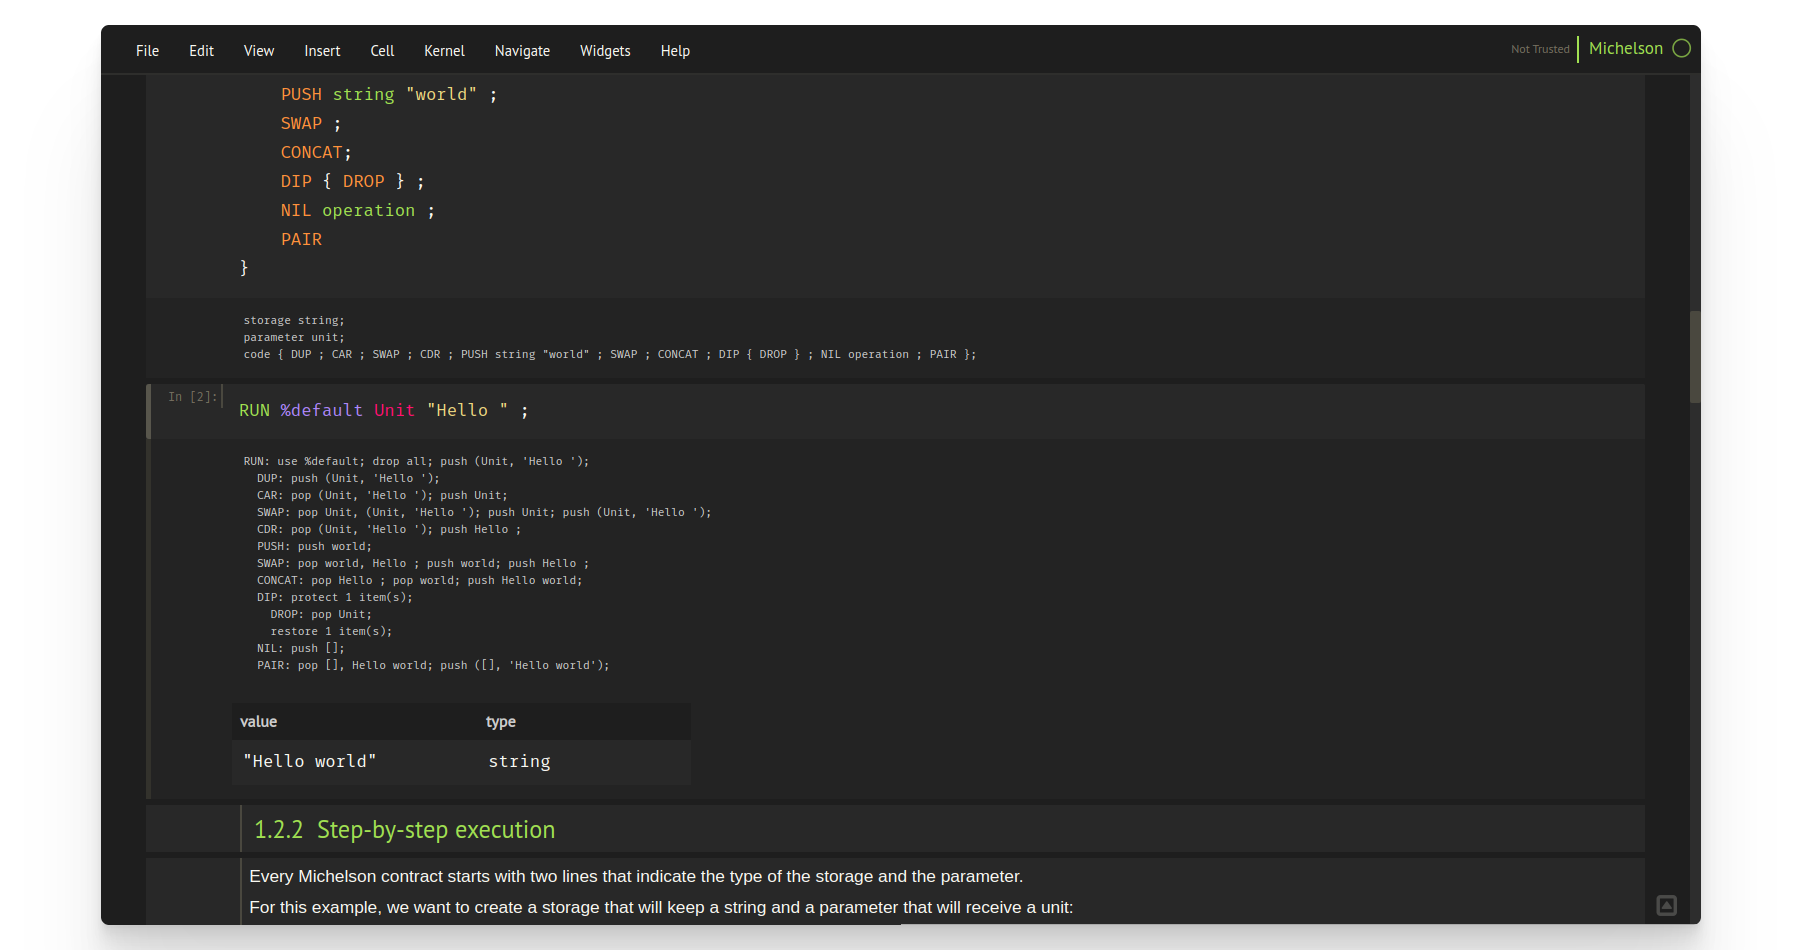 File Edit View Insert Cell Kernel Navigate Widgets Help Not Trusted Michelson
PUSH string "world" ;
SWAP ;
CONCAT;
DIP { DROP } ;
NIL operation ;
PAIR
}
storage string;
parameter unit;
code { DUP ; CAR ; SWAP ; CDR ; PUSH string "world" ; SWAP ; CONCAT ; DIP { DROP } ; NIL operation ; PAIR };
In [2]:
RUN %default Unit "Hello " ;
RUN: use %default; drop all; push (Unit, 'Hello ');
DUP: push (Unit, 'Hello ');
CAR: pop (Unit, 'Hello '); push Unit;
SWAP: pop Unit, (Unit, 'Hello '); push Unit; push (Unit, 'Hello ');
CDR: pop (Unit, 'Hello '); push Hello ;
PUSH: push world;
SWAP: pop world, Hello ; push world; push Hello ;
CONCAT: pop Hello ; pop world; push Hello world;
DIP: protect 1 item(s);
DROP: pop Unit;
restore 1 item(s);
NIL: push [];
PAIR: pop [], Hello world; push ([], 'Hello world');
value type
"Hello world" string
1.2.2 Step-by-step execution
Every Michelson contract starts with two lines that indicate the type of the storage and the parameter.
For this example, we want to create a storage that will keep a string and a parameter that will receive a unit: